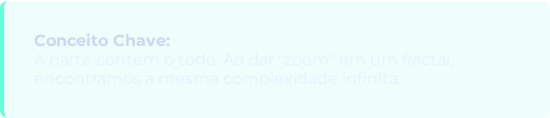 Conceito Chave:
A parte contém o todo. Ao dar "zoom" em um fractal,
encontramos a mesma complexidade infinita.